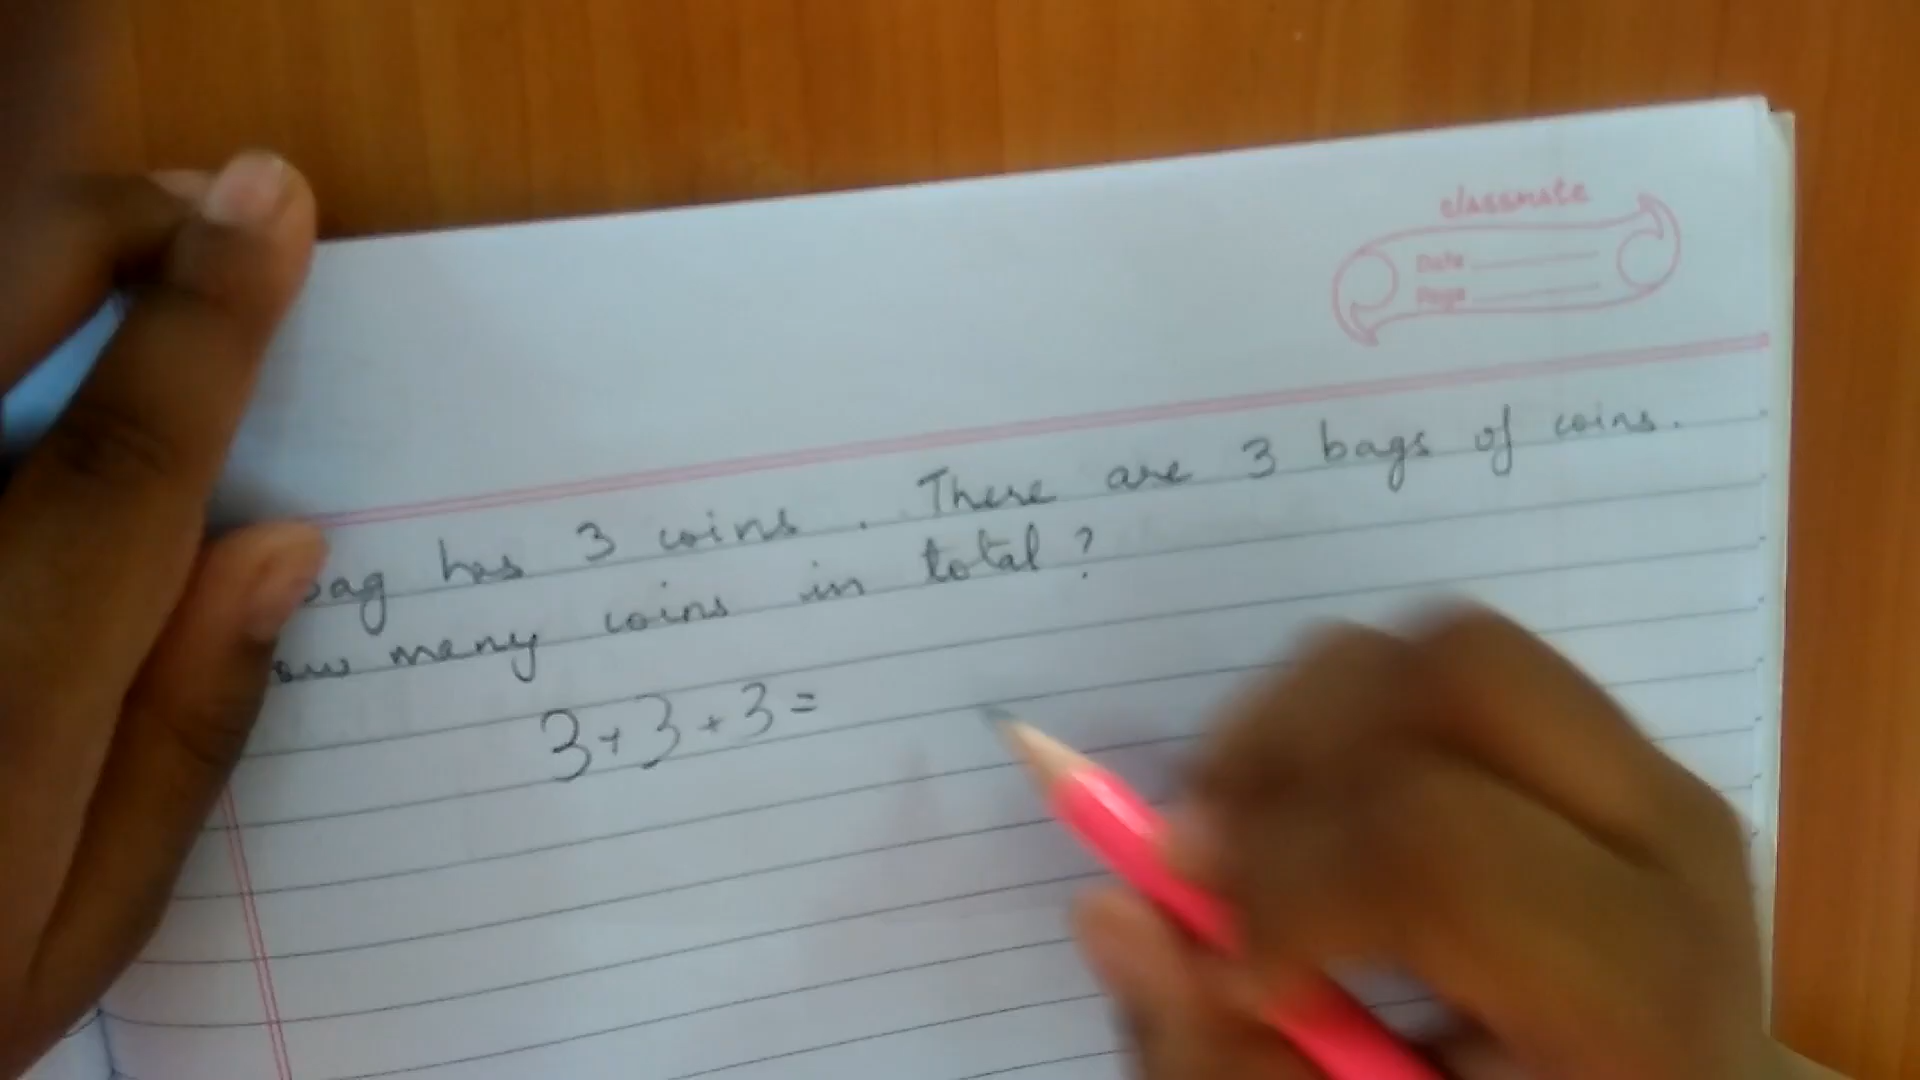 classmate
Date
Page
bag has 3 coins. There are 3 bags of coins.
many coins in total?
3+3+3=